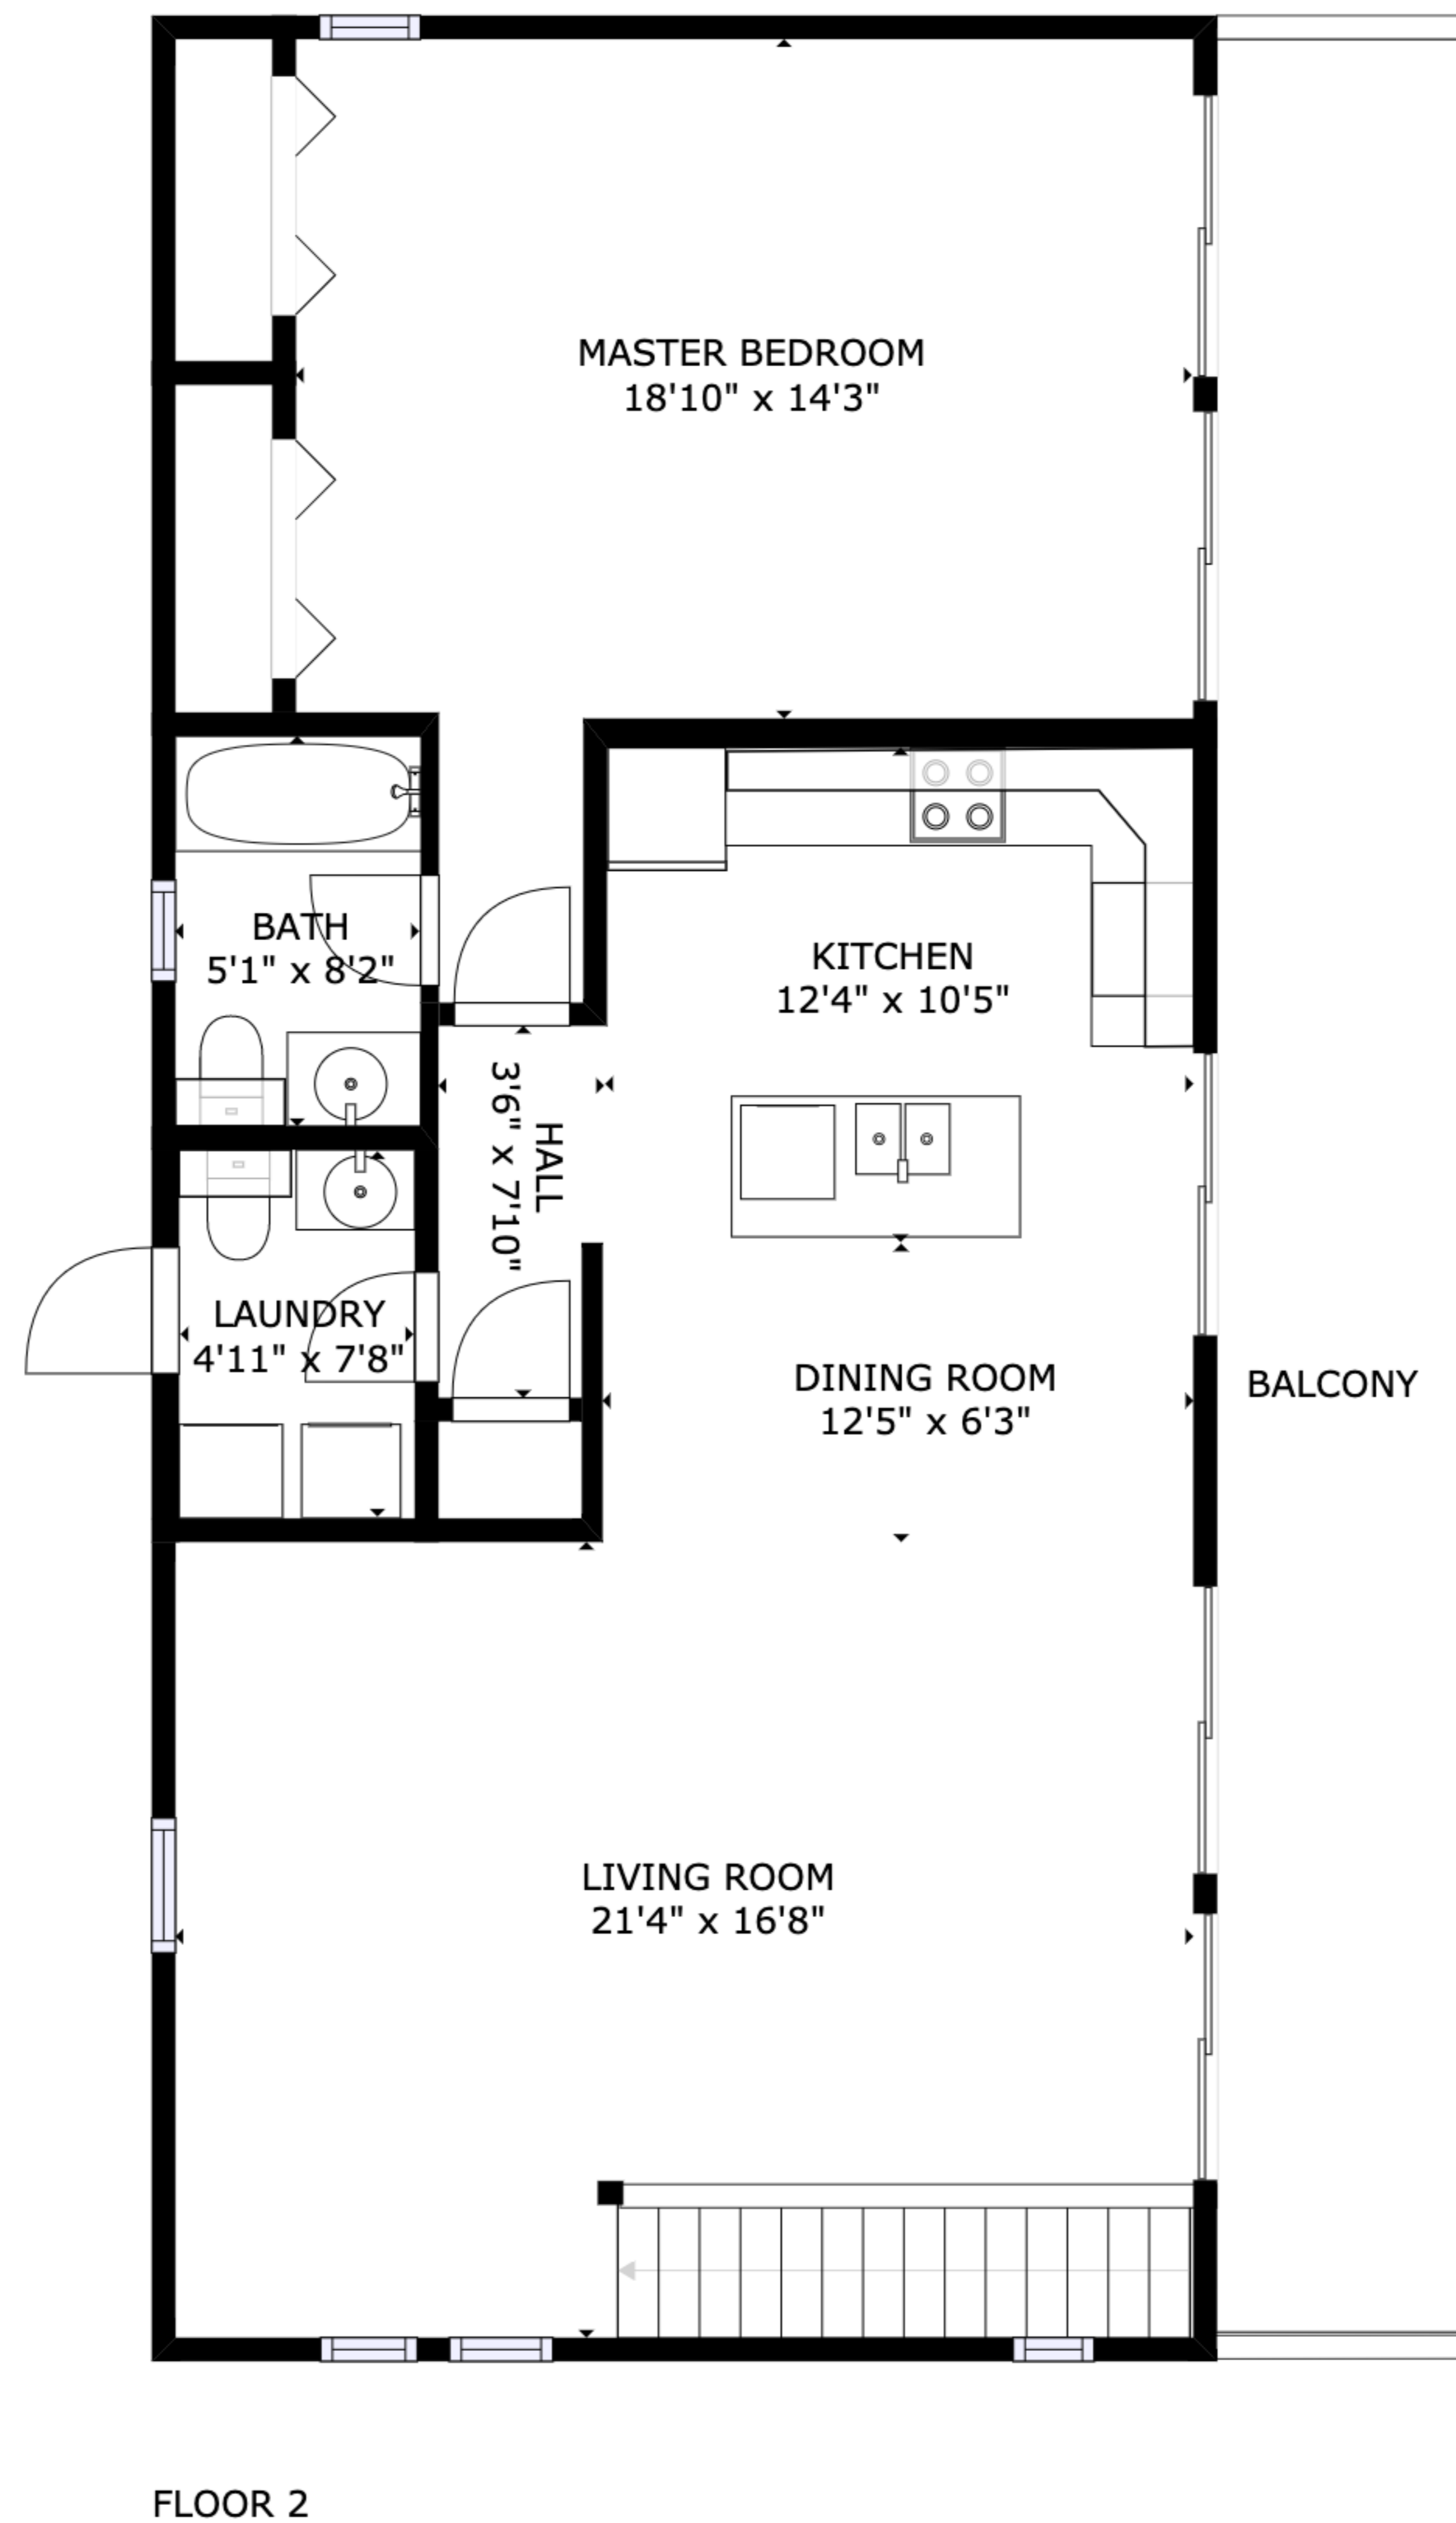 MASTER BEDROOM
18'10" x 14'3"
BATH
5'1" x 8'2"
KITCHEN
12'4" x 10'5"
HALL
3'6" x 7'10"
LAUNDRY
4'11" x 7'8"
DINING ROOM
12'5" x 6'3"
BALCONY
LIVING ROOM
21'4" x 16'8"
FLOOR 2